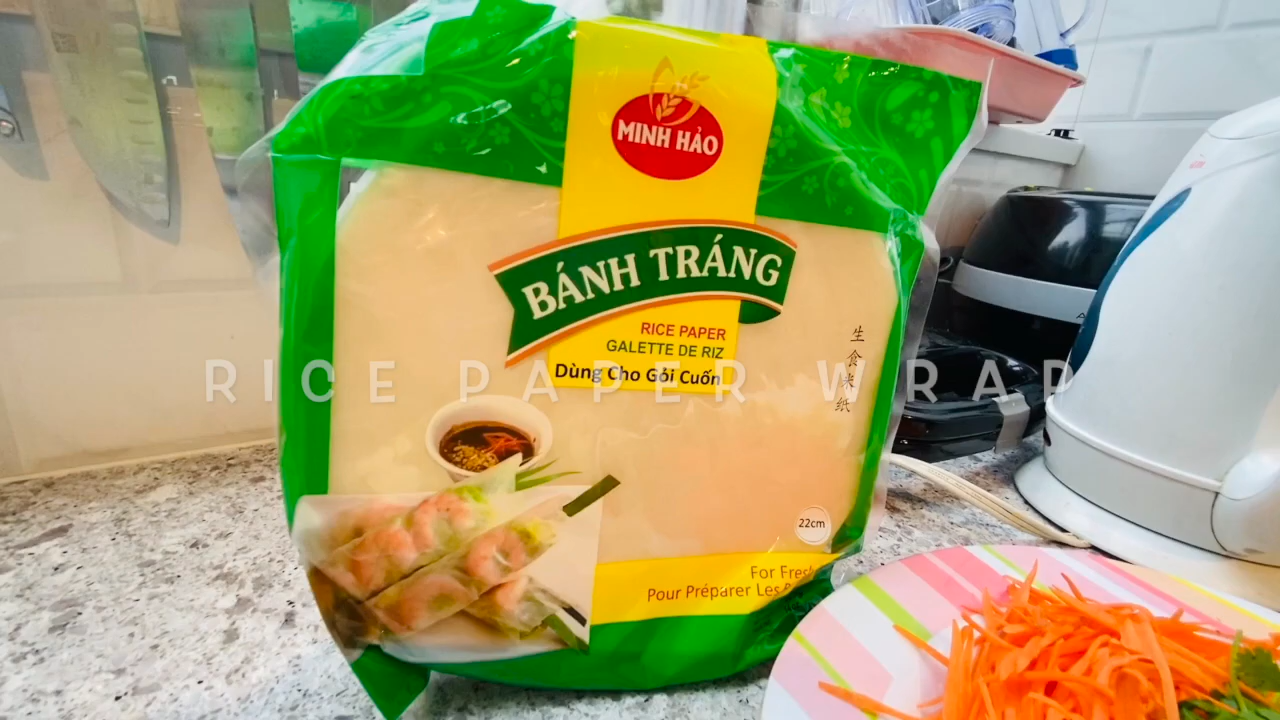 MINH HẢO
BÁNH TRÁNG
RICE PAPER
GALETTE DE RIZ
Dùng Cho Gỏi Cuốn
生食米纸
RICE PAPER WRAP
22cm
For Fresh
Pour Préparer Les